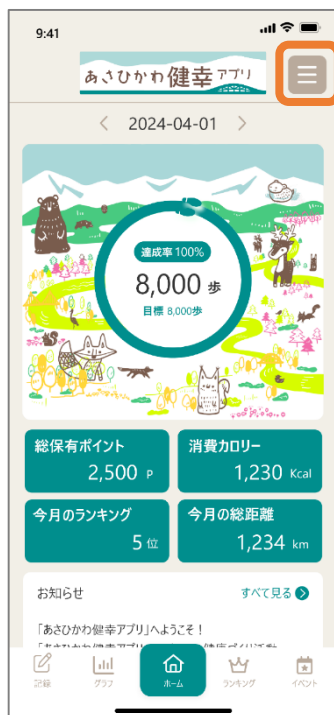 9:41
あさひかわ健幸アプリ
2024-04-01
達成率 100%
8,000 歩
目標 8,000歩
総保有ポイント
2,500 P
消費カロリー
1,230 Kcal
今月のランキング
5 位
今月の総距離
1,234 km
お知らせ
すべて見る
「あさひかわ健幸アプリ」へようこそ！
記録
グラフ
ホーム
ランキング
イベント